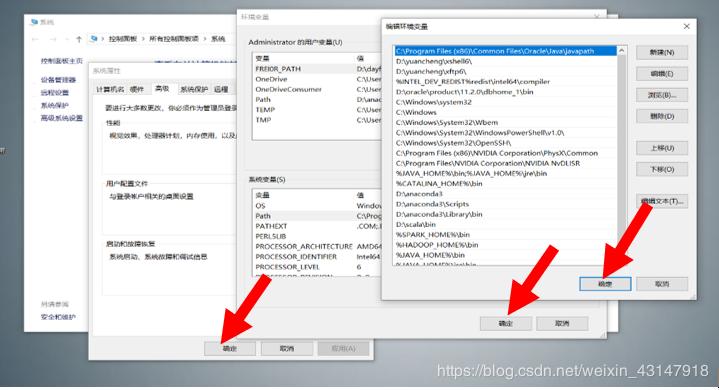 系统
控制面板 › 所有控制面板项 › 系统
控制面板主页
设备管理器
远程设置
系统保护
高级系统设置
另请参阅
安全和维护
系统属性
计算机名 硬件 高级 系统保护 远程
要进行大多数更改，你必须作为管理员登录
性能
视觉效果，处理器计划，内存使用，以及
用户配置文件
与登录帐户相关的桌面设置
启动和故障恢复
系统启动、系统故障和调试信息
确定 取消 应用(A)
环境变量
Administrator 的用户变量(U)
变量 值
FREI0R_PATH D:\dayf
OneDrive C:\User
OneDriveConsumer C:\User
Path D:\anac
TEMP C:\User
TMP C:\User
系统变量(S)
变量 值
OS Window
Path C:\Prog
PATHEXT .COM;.
PERL5LIB
PROCESSOR_ARCHITECTURE AMD64
PROCESSOR_IDENTIFIER Intel64
PROCESSOR_LEVEL 6
确定 取消
编辑环境变量
C:\Program Files (x86)\Common Files\Oracle\Java\javapath
D:\yuancheng\xshell6\
D:\yuancheng\xftp6\
%INTEL_DEV_REDIST%redist\intel64\compiler
D:\oracle\product\11.2.0\dbhome_1\bin
C:\Windows\system32
C:\Windows
C:\Windows\System32\Wbem
C:\Windows\System32\WindowsPowerShell\v1.0\
C:\Windows\System32\OpenSSH\
C:\Program Files (x86)\NVIDIA Corporation\PhysX\Common
C:\Program Files\NVIDIA Corporation\NVIDIA NvDLISR
%JAVA_HOME%\bin;%JAVA_HOME%\jre\bin
%CATALINA_HOME%\bin
D:\anaconda3
D:\anaconda3\Scripts
D:\anaconda3\Library\bin
D:\scala\bin
%SPARK_HOME%\bin
%HADOOP_HOME%\bin
%JAVA_HOME%\bin
%JAVA_HOME%\jre\bin
新建(N)
编辑(E)
浏览(B)...
删除(D)
上移(U)
下移(O)
编辑文本(T)...
确定 取消
https://blog.csdn.net/weixin_43147918